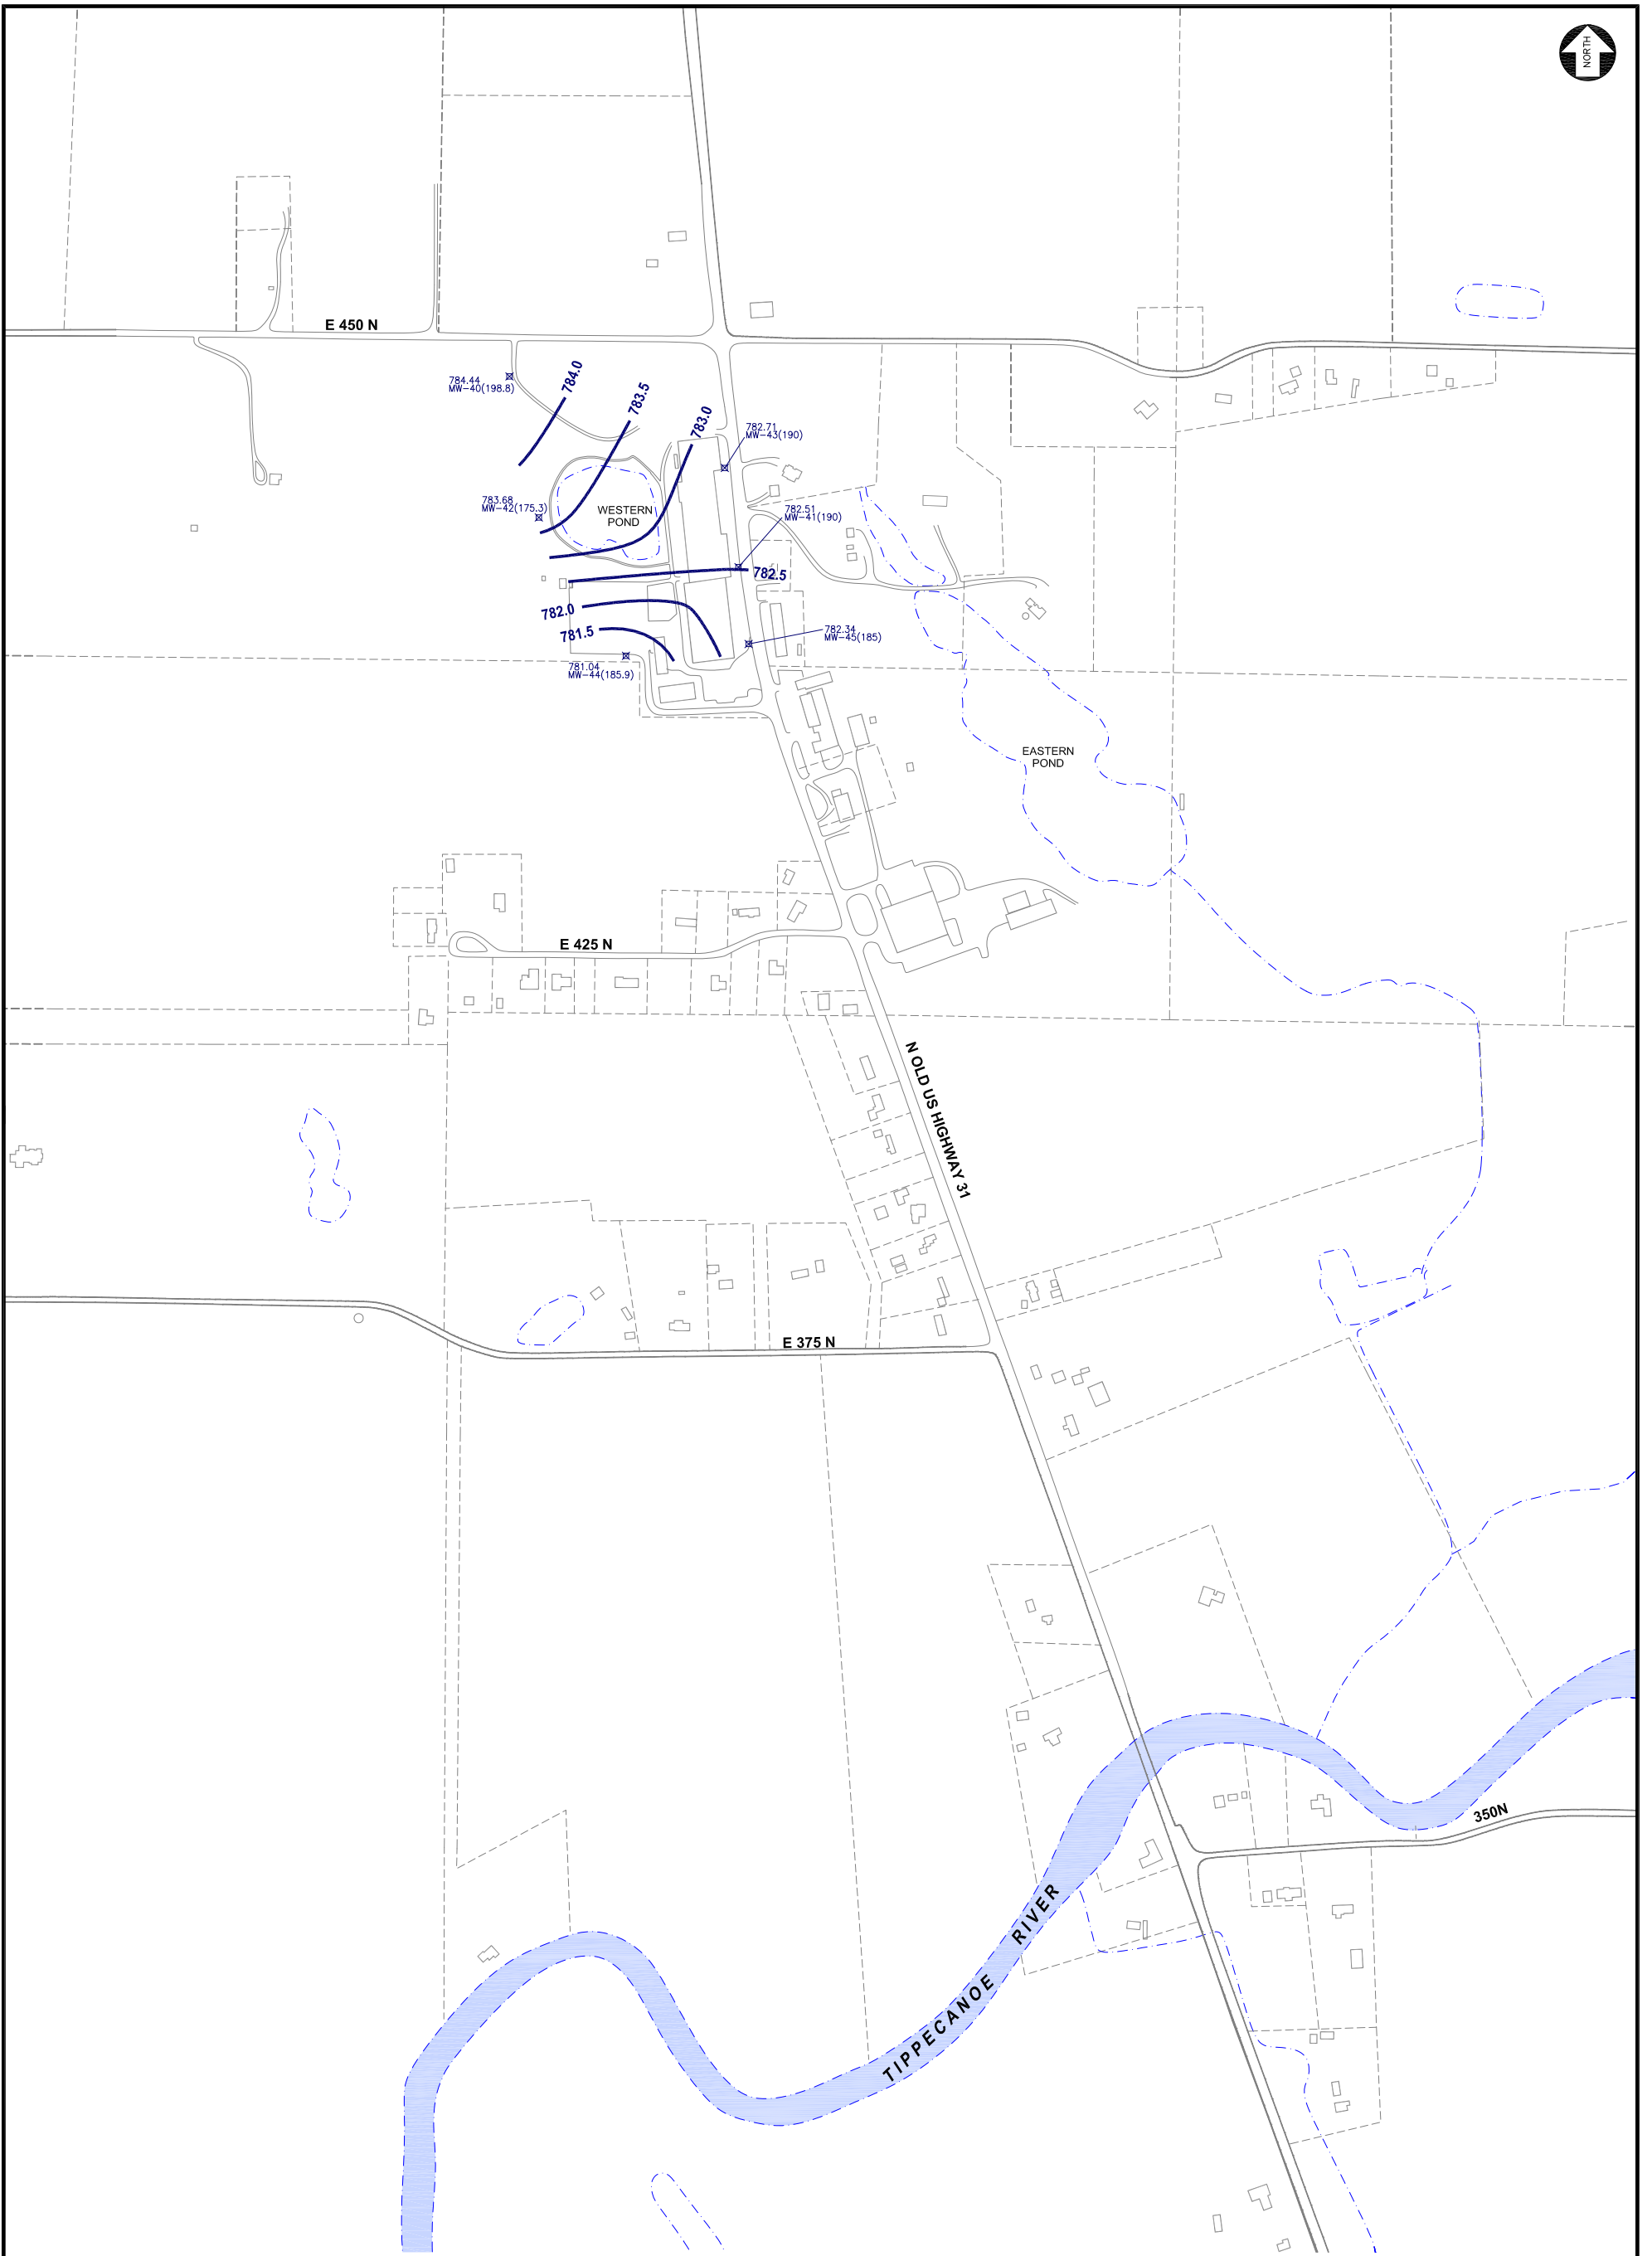 NORTH
E 450 N
784.0
784.44
MW-40(198.8)
783.5
783.0
782.71
MW-43(190)
783.68
MW-42(175.3)
WESTERN
POND
782.51
MW-41(190)
782.5
782.0
781.5
782.34
MW-45(185)
781.04
MW-44(185.9)
EASTERN
POND
E 425 N
N OLD US HIGHWAY 31
E 375 N
350N
TIPPECANOE RIVER